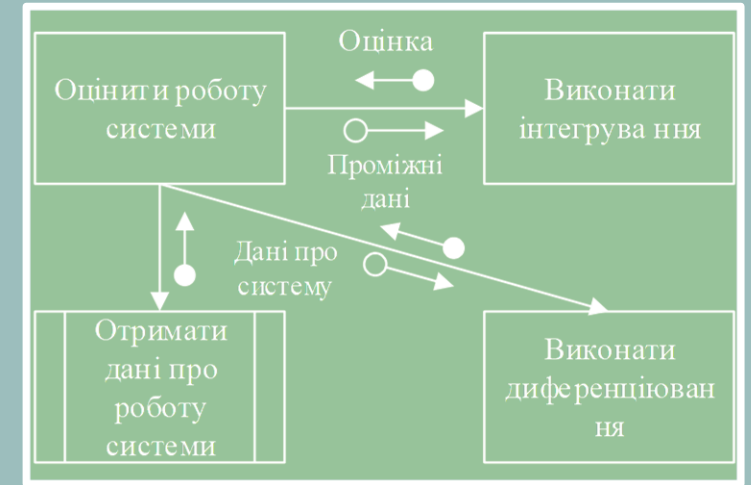 Оцінка
Оцінити роботу
системи
Виконати
інтегрува ння
Проміжні
дані
Дані про
систему
Отримати
дані про
роботу
системи
Виконати
диференціюван
ня